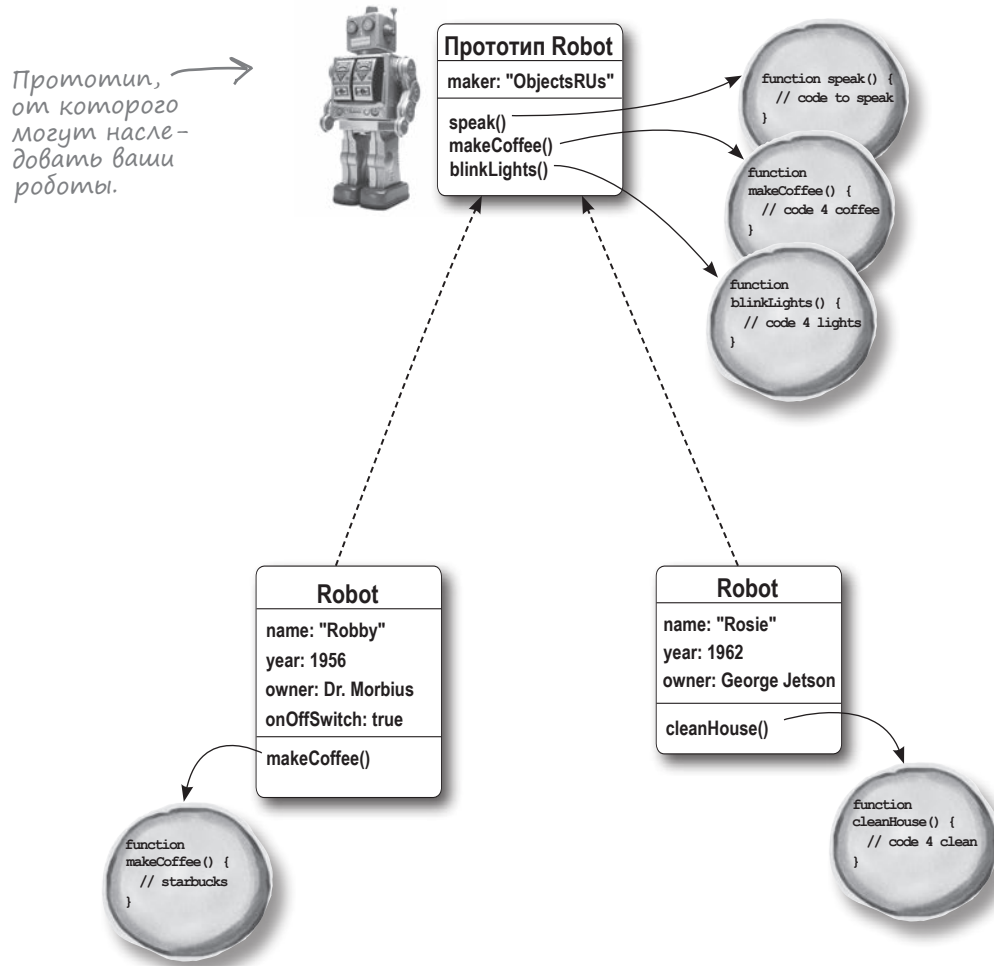 Прототип,
от которого
могут насле-
довать ваши
роботы.
Прототип Robot
maker: "ObjectsRUs"
speak()
makeCoffee()
blinkLights()
function speak() {
// code to speak
}
function
makeCoffee() {
// code 4 coffee
}
function
blinkLights() {
// code 4 lights
}
Robot
name: "Robby"
year: 1956
owner: Dr. Morbius
onOffSwitch: true
makeCoffee()
function
makeCoffee() {
// starbucks
}
Robot
name: "Rosie"
year: 1962
owner: George Jetson
cleanHouse()
function
cleanHouse() {
// code 4 clean
}